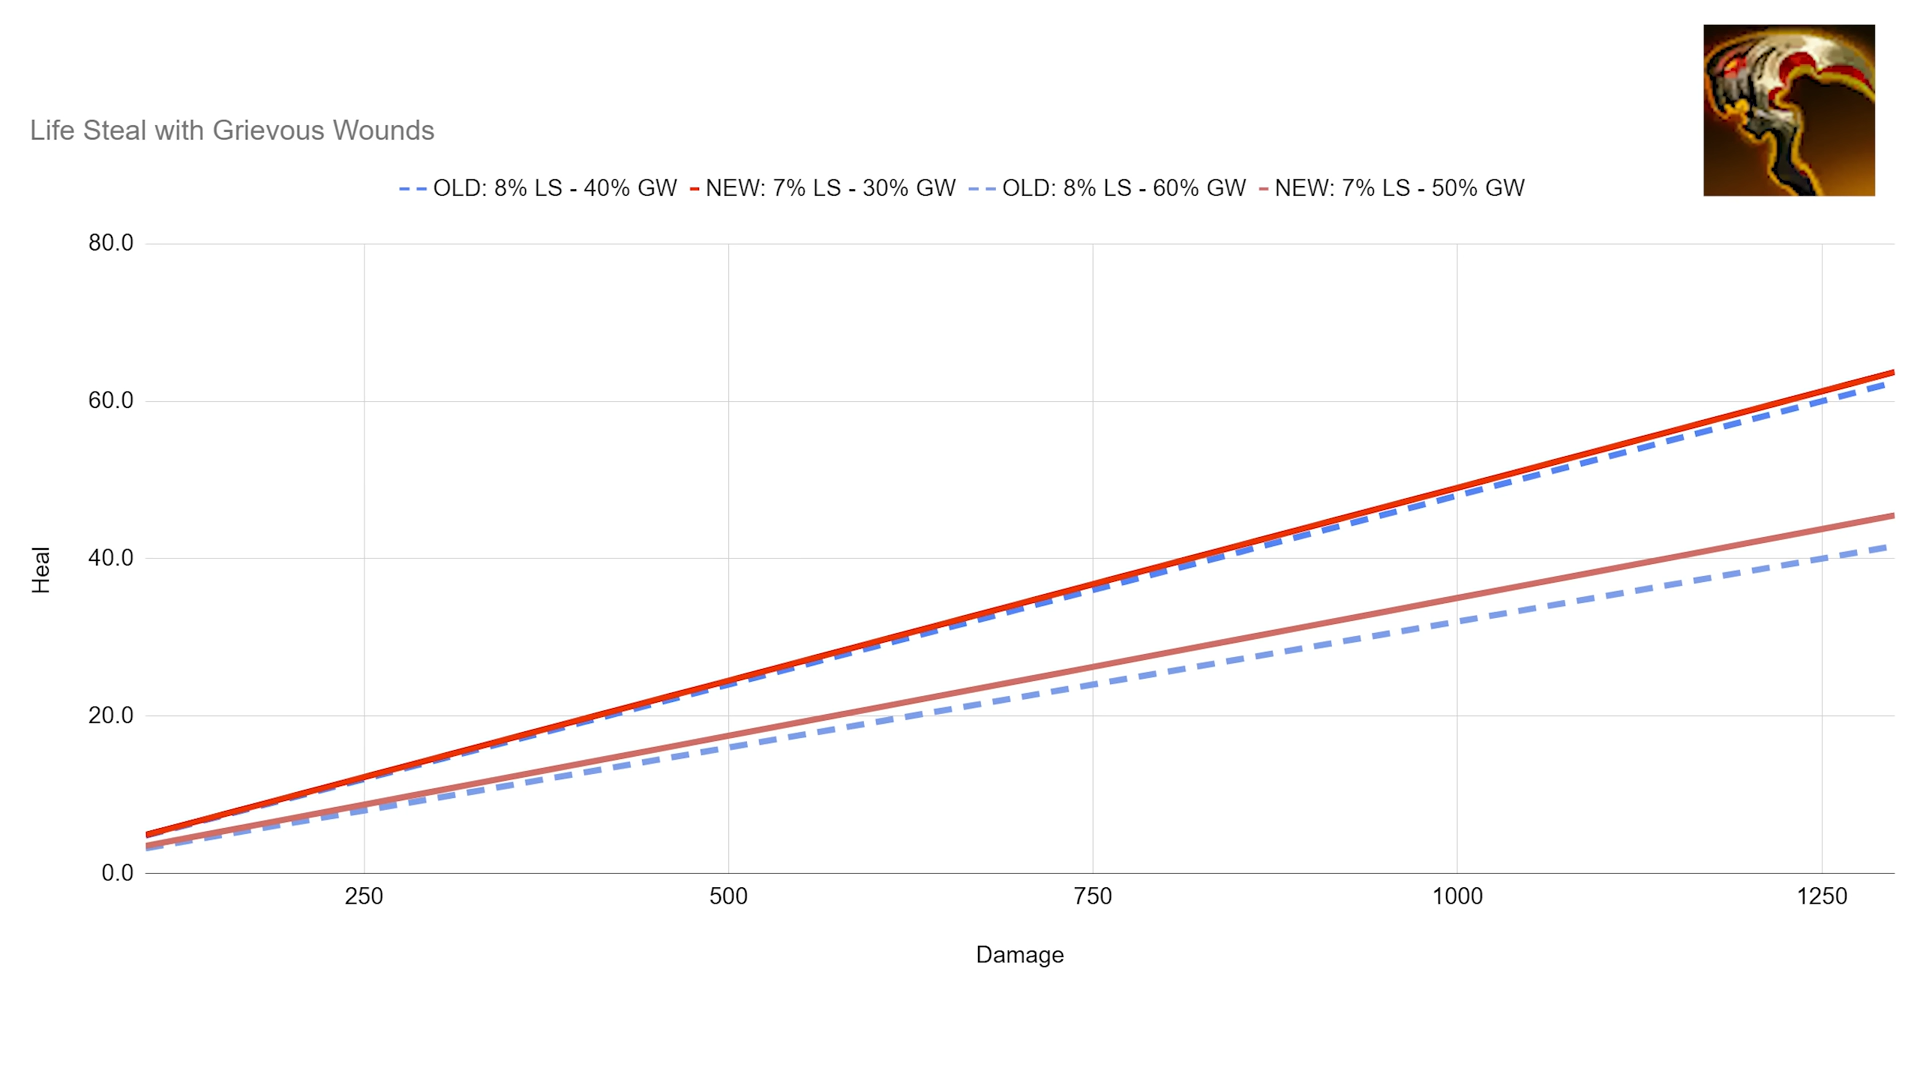 Life Steal with Grievous Wounds
OLD: 8% LS - 40% GW NEW: 7% LS - 30% GW OLD: 8% LS - 60% GW NEW: 7% LS - 50% GW
80.0
60.0
40.0
20.0
0.0
Heal
250 500 750 1000 1250
Damage